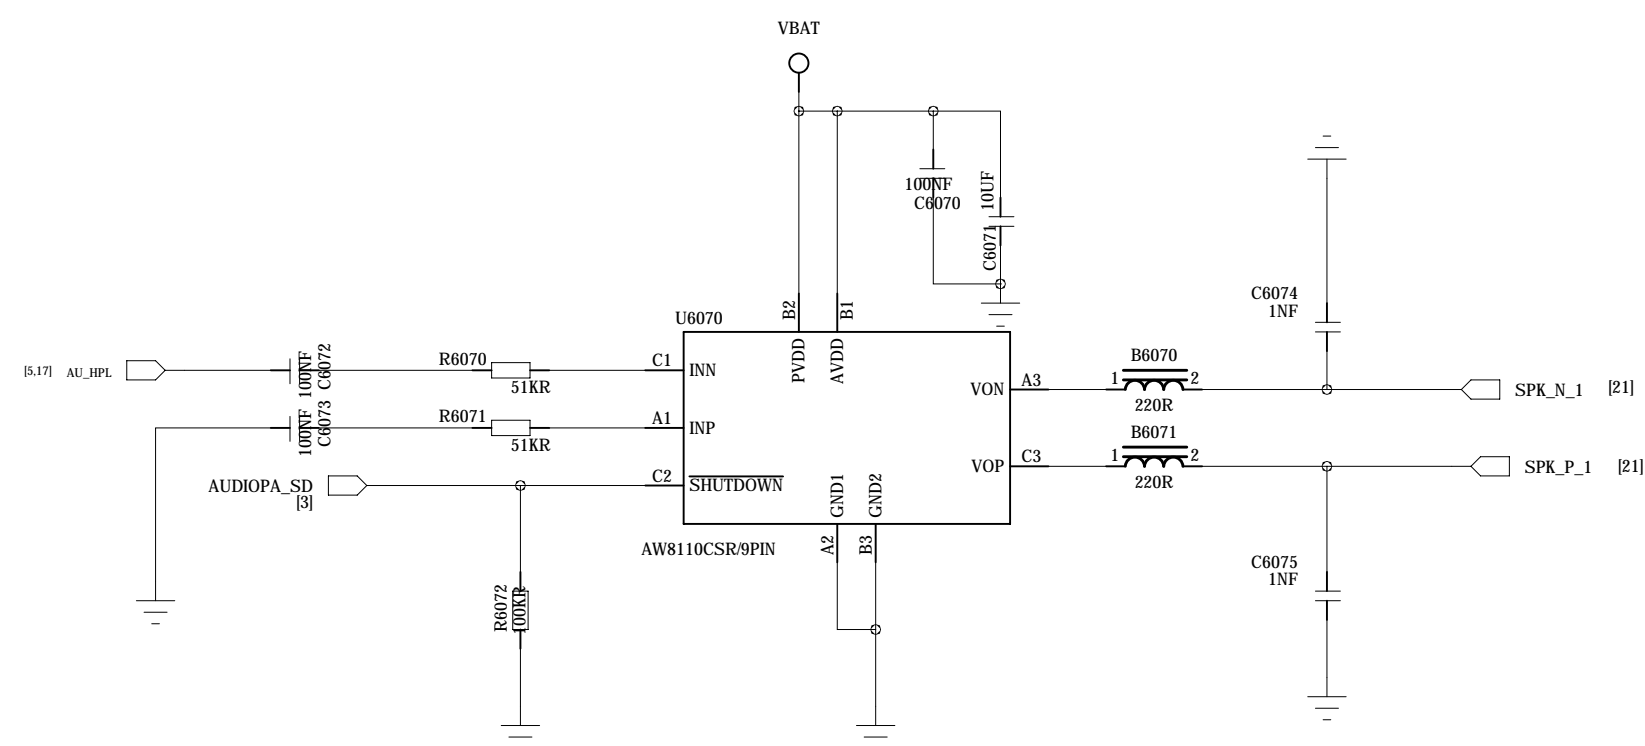 VBAT
100NF
C6070
10UF
C6071
B2
B1
U6070
PVDD
AVDD
C6074
1NF
[5,17] AU_HPL
100NF
C6072
R6070
51KR
C1
INN
VON
A3
B6070
1 2
220R
SPK_N_1 [21]
100NF
C6073
R6071
51KR
A1
INP
VOP
C3
B6071
1 2
220R
SPK_P_1 [21]
AUDIOPA_SD
[3]
C2
SHUTDOWN
GND1
GND2
AW8110CSR/9PIN
A2
B3
C6075
1NF
R6072
100KR